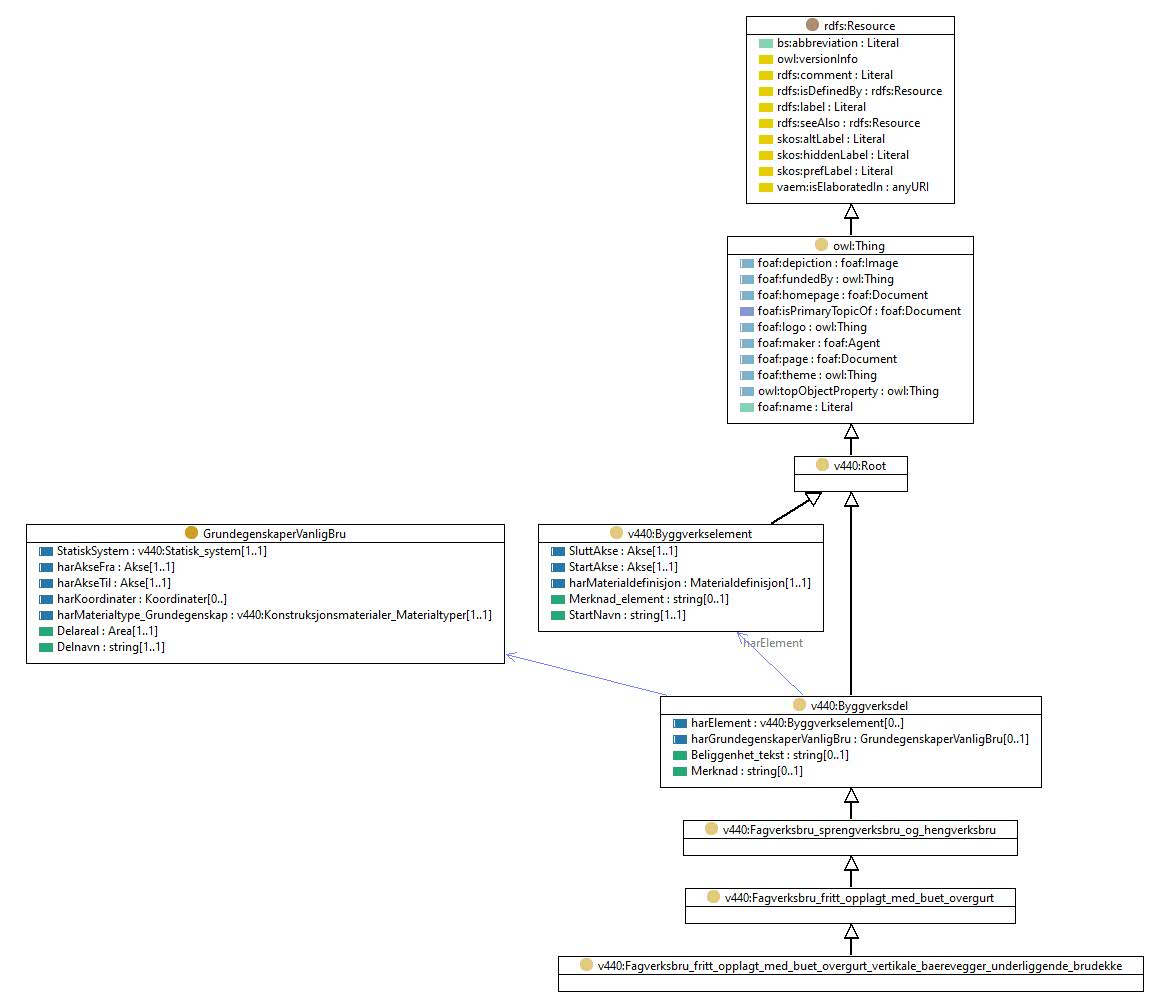 rdfs:Resource
bs:abbreviation : Literal
owl:versionInfo
rdfs:comment : Literal
rdfs:isDefinedBy : rdfs:Resource
rdfs:label : Literal
rdfs:seeAlso : rdfs:Resource
skos:altLabel : Literal
skos:hiddenLabel : Literal
skos:prefLabel : Literal
vaem:isElaboratedIn : anyURI
owl:Thing
foaf:depiction : foaf:Image
foaf:fundedBy : owl:Thing
foaf:homepage : foaf:Document
foaf:isPrimaryTopicOf : foaf:Document
foaf:logo : owl:Thing
foaf:maker : foaf:Agent
foaf:page : foaf:Document
foaf:theme : owl:Thing
owl:topObjectProperty : owl:Thing
foaf:name : Literal
v440:Root
GrundegenskaperVanligBru
StatiskSystem : v440:Statisk_system[1..1]
harAkseFra : Akse[1..1]
harAkseTil : Akse[1..1]
harKoordinater : Koordinater[0..]
harMaterialtype_Grundegenskap : v440:Konstruksjonsmaterialer_Materialtyper[1..1]
Delareal : Area[1..1]
Delnavn : string[1..1]
v440:Byggverkselement
SluttAkse : Akse[1..1]
StartAkse : Akse[1..1]
harMaterialdefinisjon : Materialdefinisjon[1..1]
Merknad_element : string[0..1]
StartNavn : string[1..1]
harElement
v440:Byggverksdel
harElement : v440:Byggverkselement[0..]
harGrundegenskaperVanligBru : GrundegenskaperVanligBru[0..1]
Beliggenhet_tekst : string[0..1]
Merknad : string[0..1]
v440:Fagverksbru_sprengverksbru_og_hengverksbru
v440:Fagverksbru_fritt_opplagt_med_buet_overgurt
v440:Fagverksbru_fritt_opplagt_med_buet_overgurt_vertikale_baerevegger_underliggende_brudekke